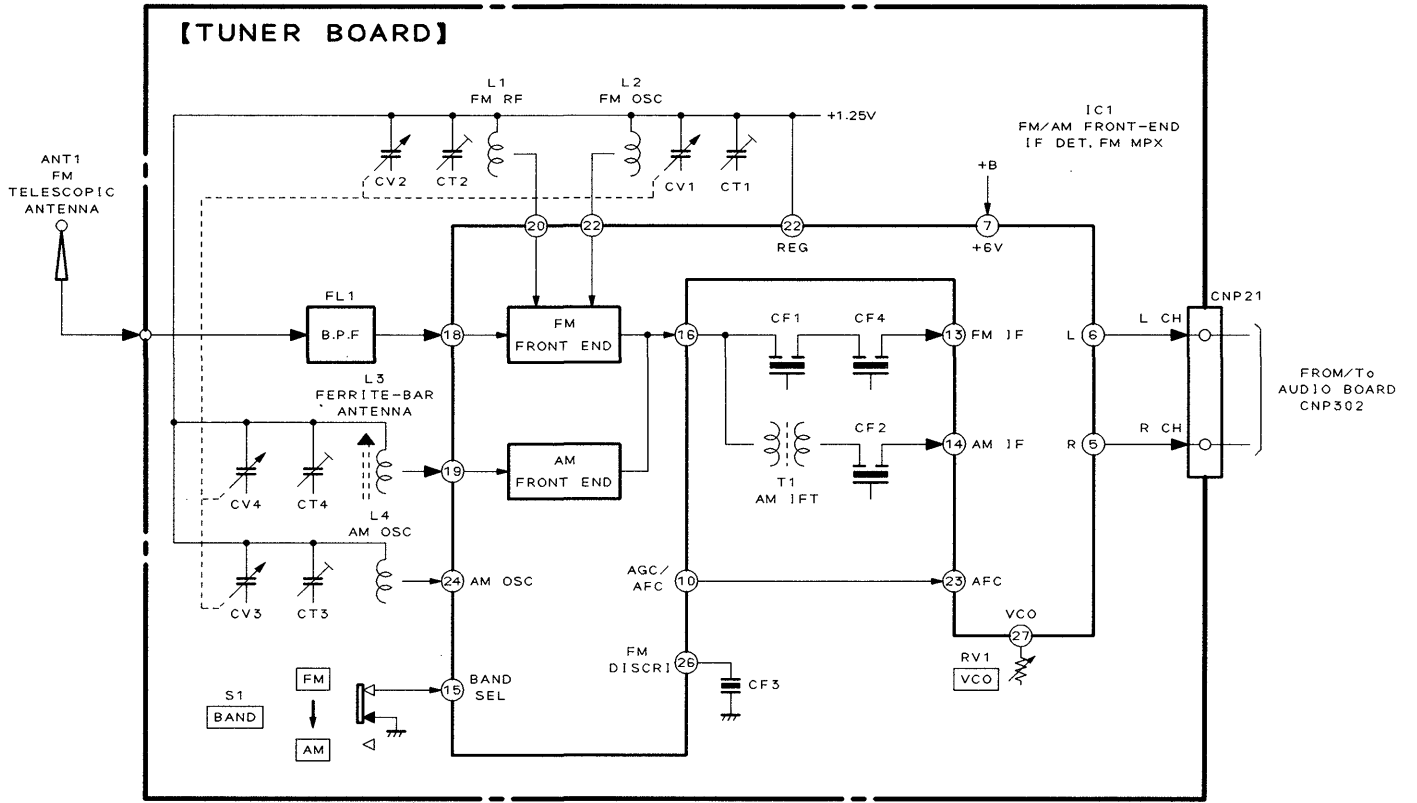 【TUNER BOARD】
L1
FM RF
L2
FM OSC
+1.25V
IC1
FM/AM FRONT-END
IF DET. FM MPX
ANT1
FM
TELESCOPIC
ANTENNA
CV2
CT2
CV1
CT1
+B
20
22
22
REG
7
+6V
FL1
B.P.F
18
FM
FRONT END
16
CF1
CF4
13
FM IF
L
6
L CH
CNP21
L3
FERRITE-BAR
ANTENNA
FROM/To
AUDIO BOARD
CNP302
CV4
CT4
19
AM
FRONT END
T1
AM IFT
CF2
14
AM IF
R
5
R CH
L4
AM OSC
CV3
CT3
24
AM OSC
AGC/
AFC
10
23
AFC
VCO
27
RV1
VCO
FM
DISCRI
26
CF3
S1
BAND
FM
AM
15
BAND
SEL